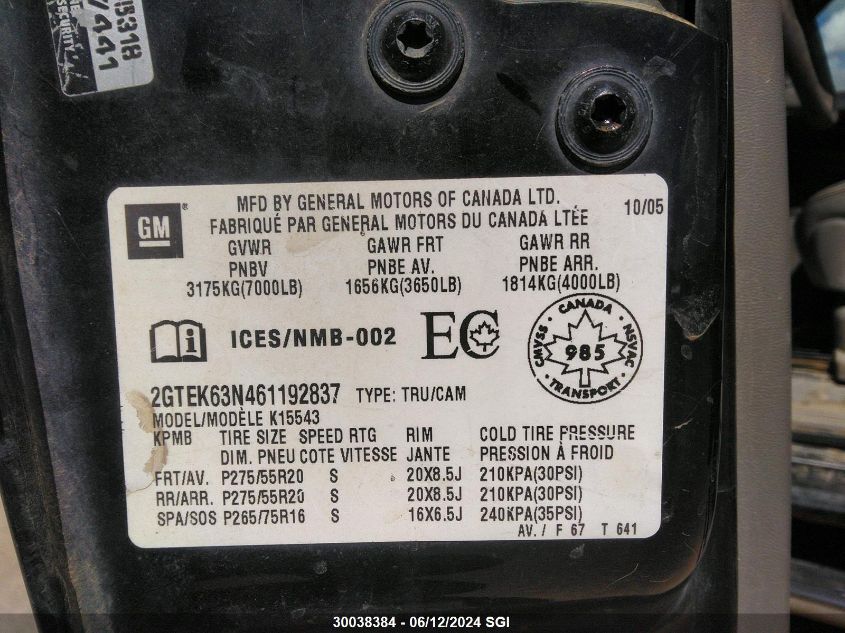 5318
7441
SECURITY
MFD BY GENERAL MOTORS OF CANADA LTD. 10/05
FABRIQUÉ PAR GENERAL MOTORS DU CANADA LTÉE
GM
GVWR GAWR FRT GAWR RR
PNBV PNBE AV. PNBE ARR.
3175KG(7000LB) 1656KG(3650LB) 1814KG(4000LB)
i ICES/NMB-002 EC
CANADA
CMVSS 985 NSVAC
TRANSPORT
2GTEK63N461192837 TYPE: TRU/CAM
MODEL/MODÈLE K15543
KPMB TIRE SIZE SPEED RTG RIM COLD TIRE PRESSURE
DIM. PNEU COTE VITESSE JANTE PRESSION À FROID
FRT/AV. P275/55R20 S 20X8.5J 210KPA(30PSI)
RR/ARR. P275/55R20 S 20X8.5J 210KPA(30PSI)
SPA/SOS P265/75R16 S 16X6.5J 240KPA(35PSI)
AV./ F 67 T 641
30038384 - 06/12/2024 SGI